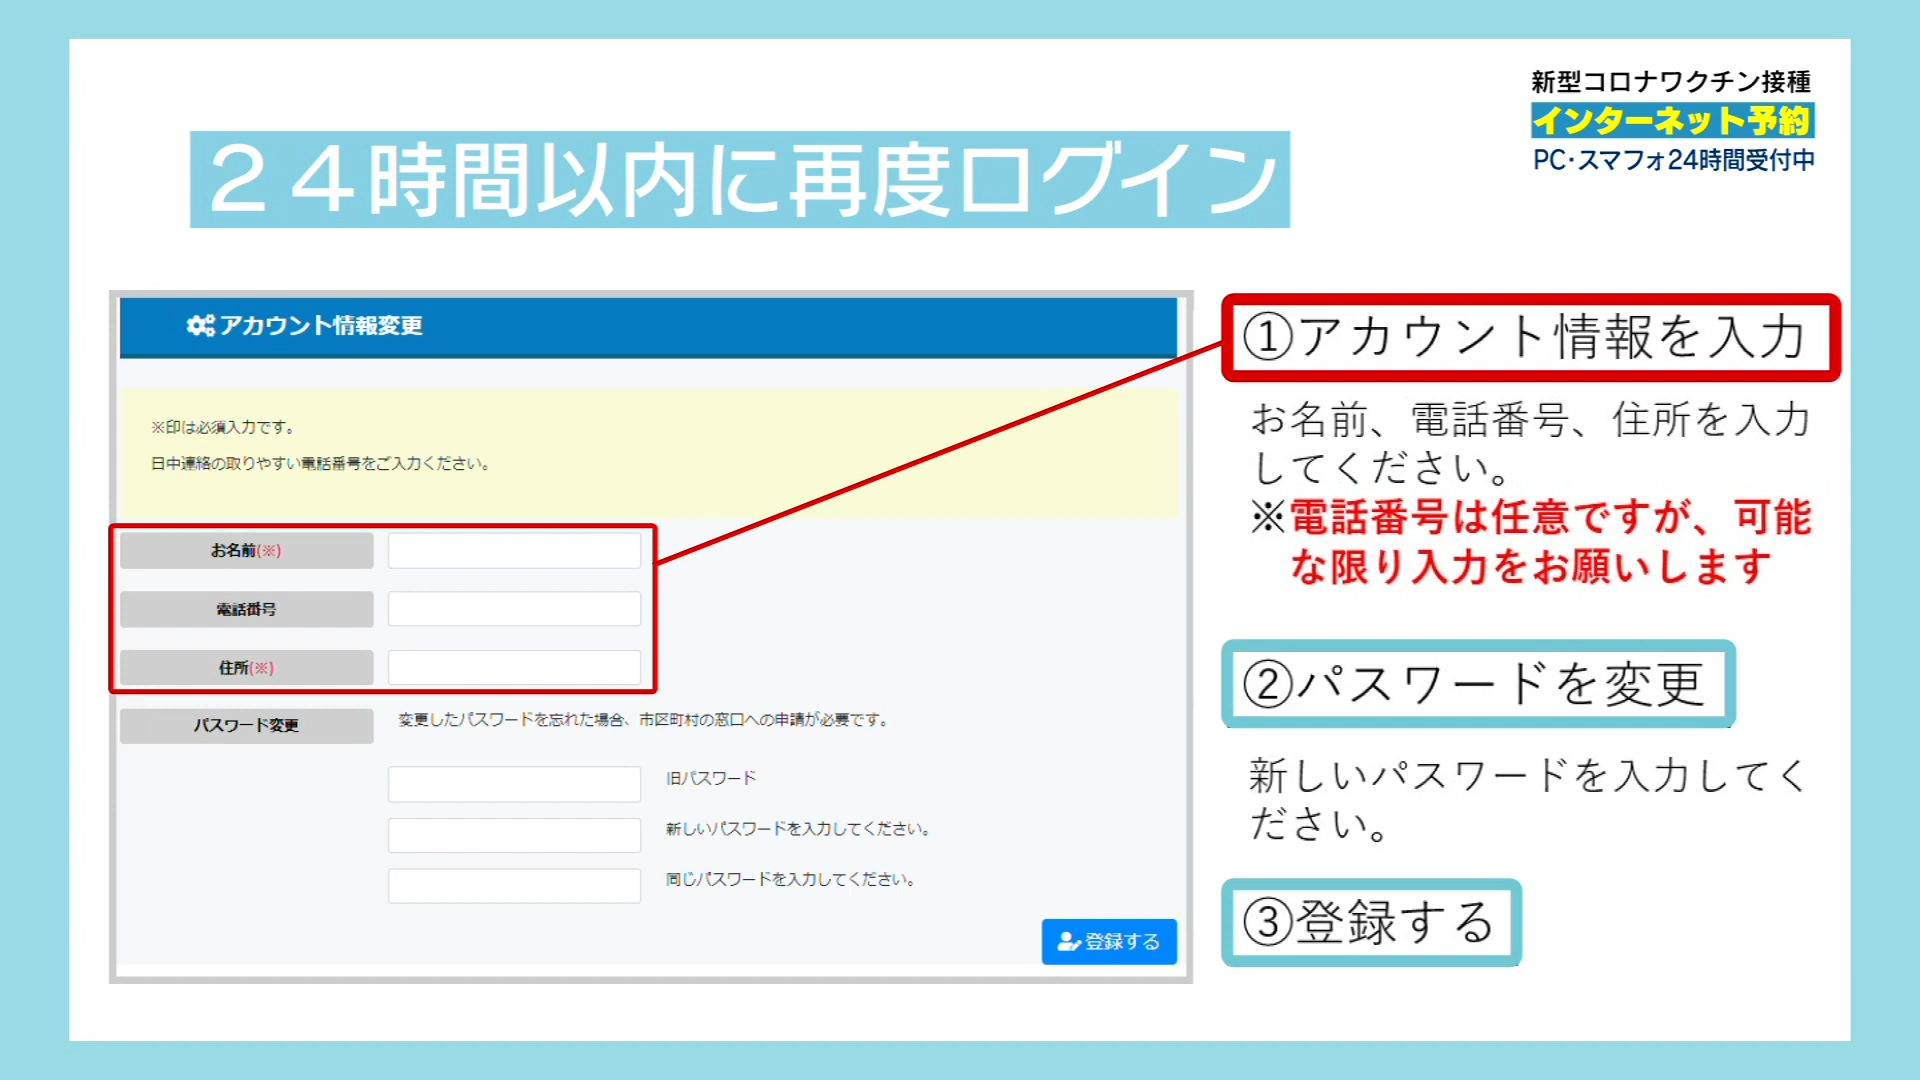 新型コロナワクチン接種
インターネット予約
PC・スマフォ24時間受付中
２４時間以内に再度ログイン
アカウント情報変更
※印は必須入力です。
日中連絡の取りやすい電話番号をご入力ください。
お名前(※)
電話番号
住所(※)
パスワード変更
変更したパスワードを忘れた場合、市区町村の窓口への申請が必要です。
旧パスワード
新しいパスワードを入力してください。
同じパスワードを入力してください。
登録する
①アカウント情報を入力
お名前、電話番号、住所を入力
してください。
※電話番号は任意ですが、可能
な限り入力をお願いします
②パスワードを変更
新しいパスワードを入力してく
ださい。
③登録する